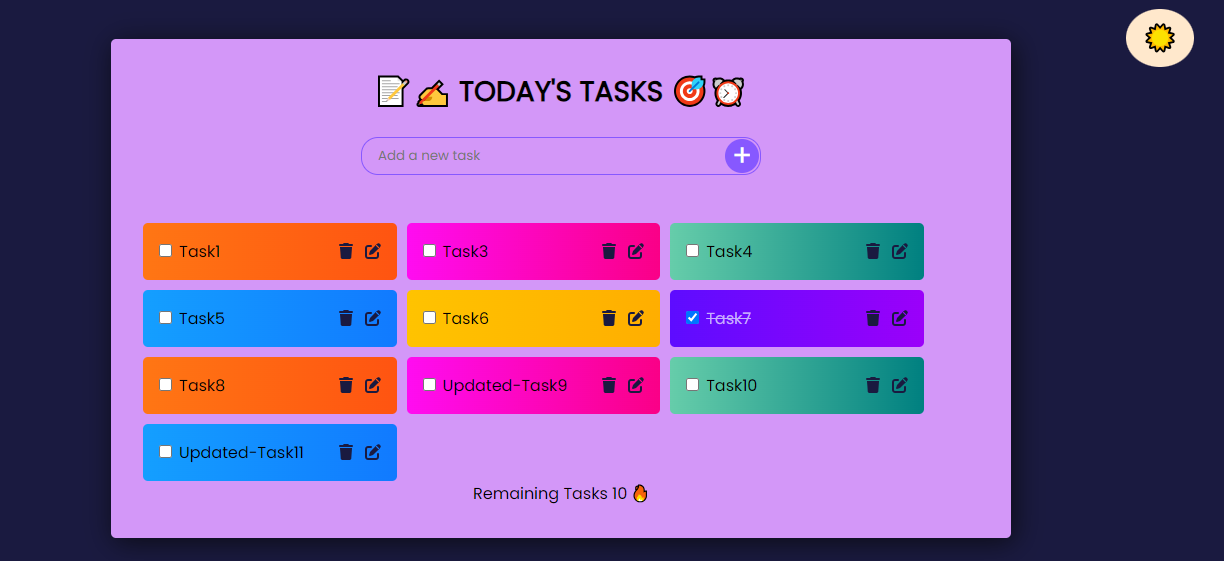 TODAY'S TASKS
Add a new task
Task1
Task3
Task4
Task5
Task6
Task7
Task8
Updated-Task9
Task10
Updated-Task11
Remaining Tasks 10